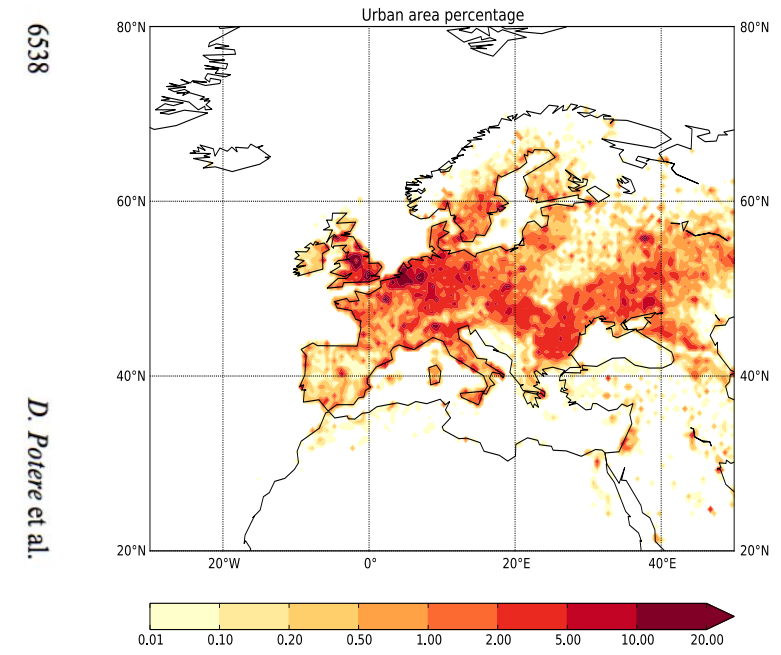 6538
D. Potere et al.
Urban area percentage
80°N 80°N
60°N 60°N
40°N 40°N
20°N 20°N
20°W 0° 20°E 40°E
0.01 0.10 0.20 0.50 1.00 2.00 5.00 10.00 20.00